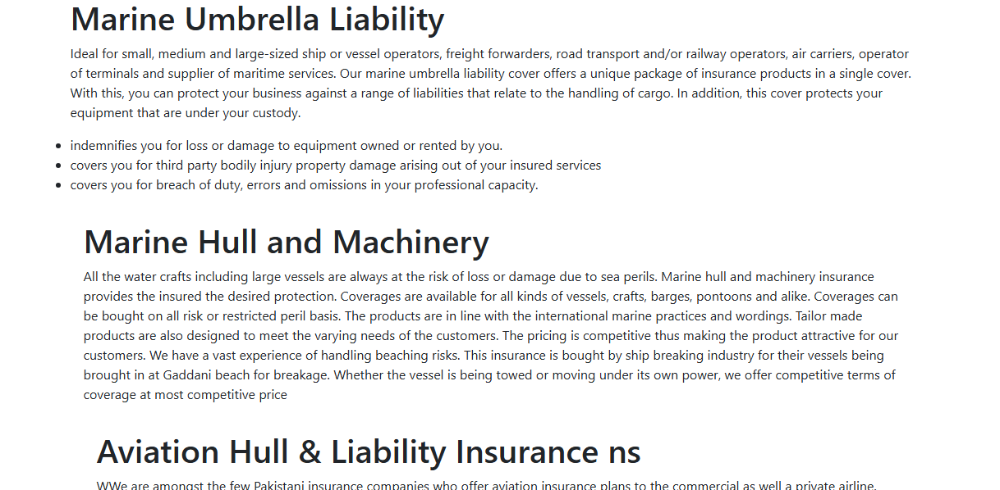 Marine Umbrella Liability
Ideal for small, medium and large-sized ship or vessel operators, freight forwarders, road transport and/or railway operators, air carriers, operator
of terminals and supplier of maritime services. Our marine umbrella liability cover offers a unique package of insurance products in a single cover.
With this, you can protect your business against a range of liabilities that relate to the handling of cargo. In addition, this cover protects your
equipment that are under your custody.
• indemnifies you for loss or damage to equipment owned or rented by you.
• covers you for third party bodily injury property damage arising out of your insured services
• covers you for breach of duty, errors and omissions in your professional capacity.
Marine Hull and Machinery
All the water crafts including large vessels are always at the risk of loss or damage due to sea perils. Marine hull and machinery insurance
provides the insured the desired protection. Coverages are available for all kinds of vessels, crafts, barges, pontoons and alike. Coverages can
be bought on all risk or restricted peril basis. The products are in line with the international marine practices and wordings. Tailor made
products are also designed to meet the varying needs of the customers. The pricing is competitive thus making the product attractive for our
customers. We have a vast experience of handling beaching risks. This insurance is bought by ship breaking industry for their vessels being
brought in at Gaddani beach for breakage. Whether the vessel is being towed or moving under its own power, we offer competitive terms of
coverage at most competitive price
Aviation Hull & Liability Insurance ns
WWe are amongst the few Pakistani insurance companies who offer aviation insurance plans to the commercial as well a private airline.